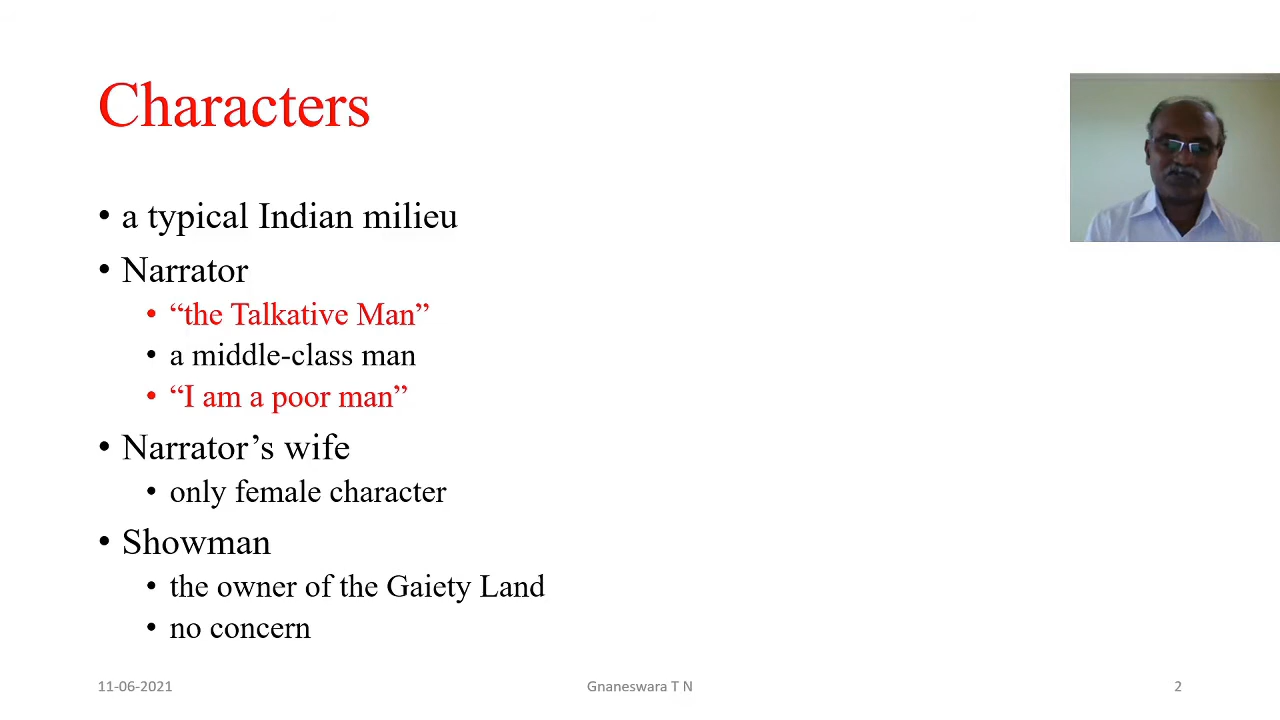 Characters
• a typical Indian milieu
• Narrator
• “the Talkative Man”
• a middle-class man
• “I am a poor man”
• Narrator’s wife
• only female character
• Showman
• the owner of the Gaiety Land
• no concern
11-06-2021
Gnaneswara T N
2